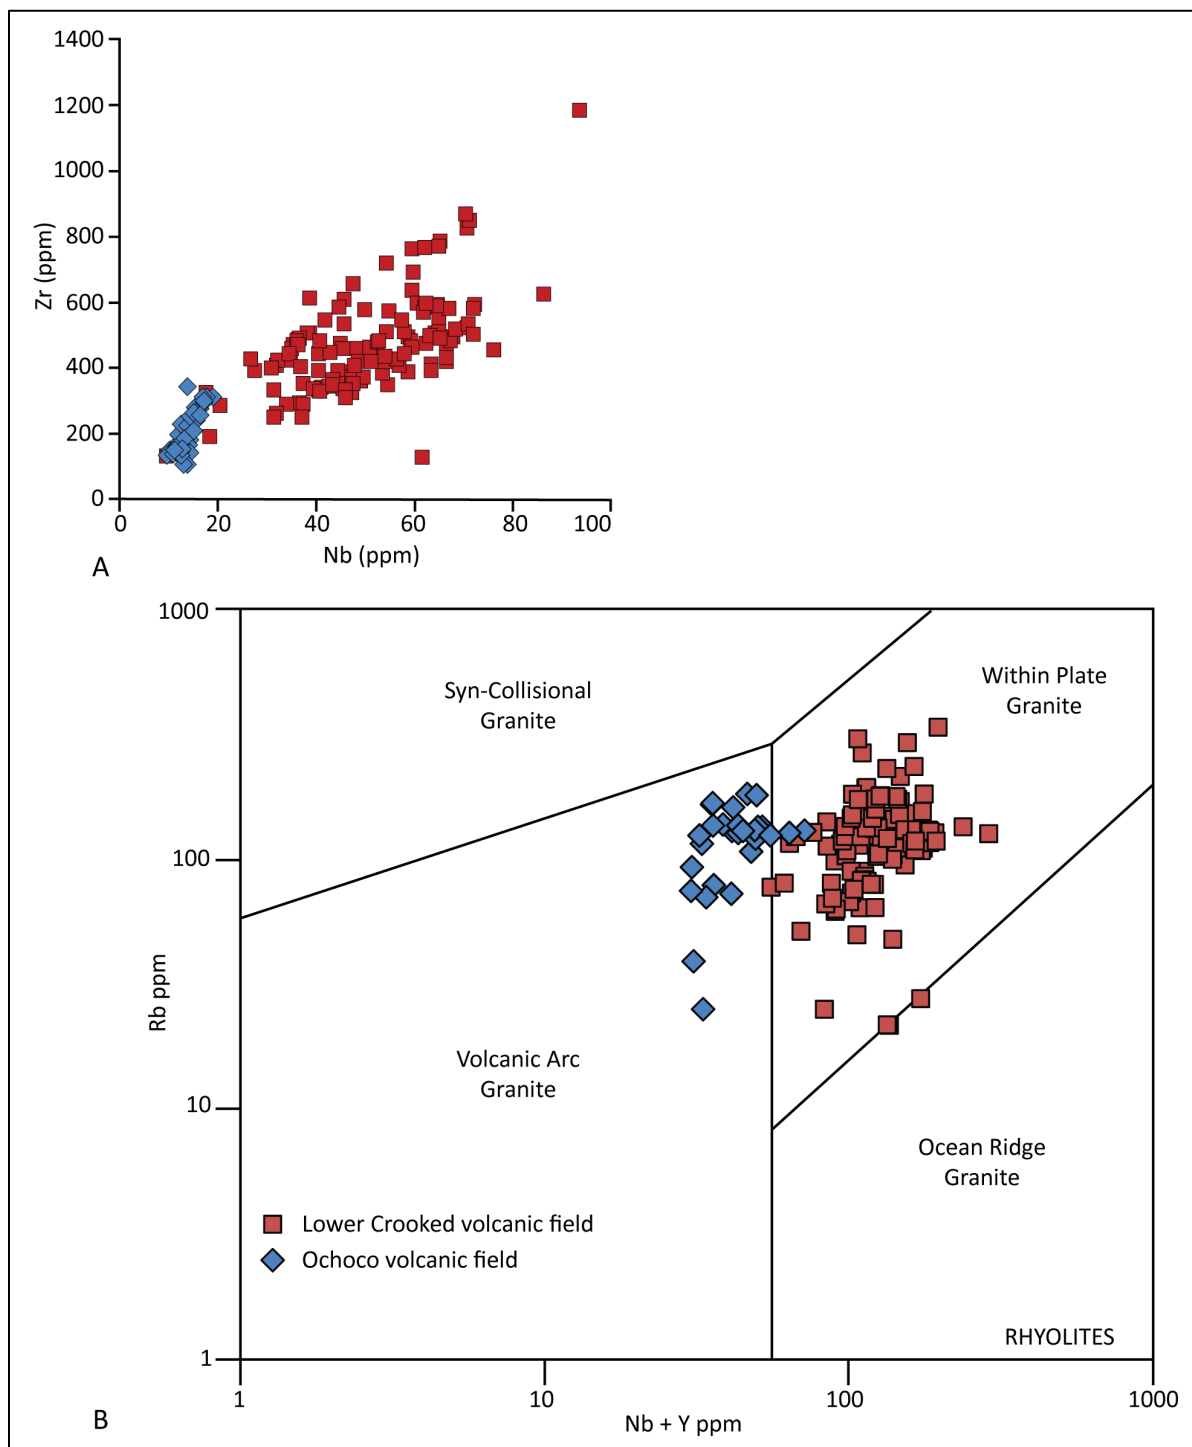 1400
1200
1000
800
600
400
200
0
Zr (ppm)
0 20 40 60 80 100
Nb (ppm)
A
1000
100
10
1
Rb ppm
Syn-Collisional
Granite
Within Plate
Granite
Volcanic Arc
Granite
Ocean Ridge
Granite
Lower Crooked volcanic field
Ochoco volcanic field
RHYOLITES
1 10 100 1000
Nb + Y ppm
B